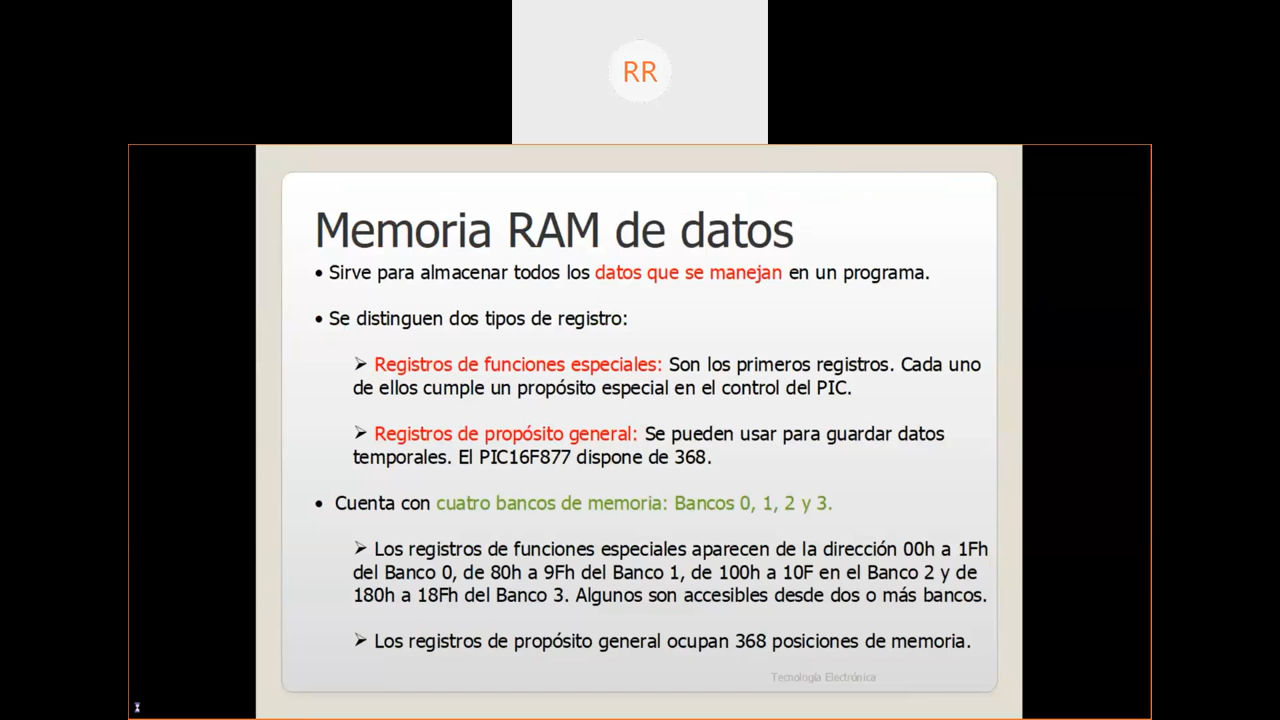 RR
Memoria RAM de datos
• Sirve para almacenar todos los datos que se manejan en un programa.
• Se distinguen dos tipos de registro:
➢ Registros de funciones especiales: Son los primeros registros. Cada uno
de ellos cumple un propósito especial en el control del PIC.
➢ Registros de propósito general: Se pueden usar para guardar datos
temporales. El PIC16F877 dispone de 368.
• Cuenta con cuatro bancos de memoria: Bancos 0, 1, 2 y 3.
➢ Los registros de funciones especiales aparecen de la dirección 00h a 1Fh
del Banco 0, de 80h a 9Fh del Banco 1, de 100h a 10F en el Banco 2 y de
180h a 18Fh del Banco 3. Algunos son accesibles desde dos o más bancos.
➢ Los registros de propósito general ocupan 368 posiciones de memoria.
Tecnología Electrónica